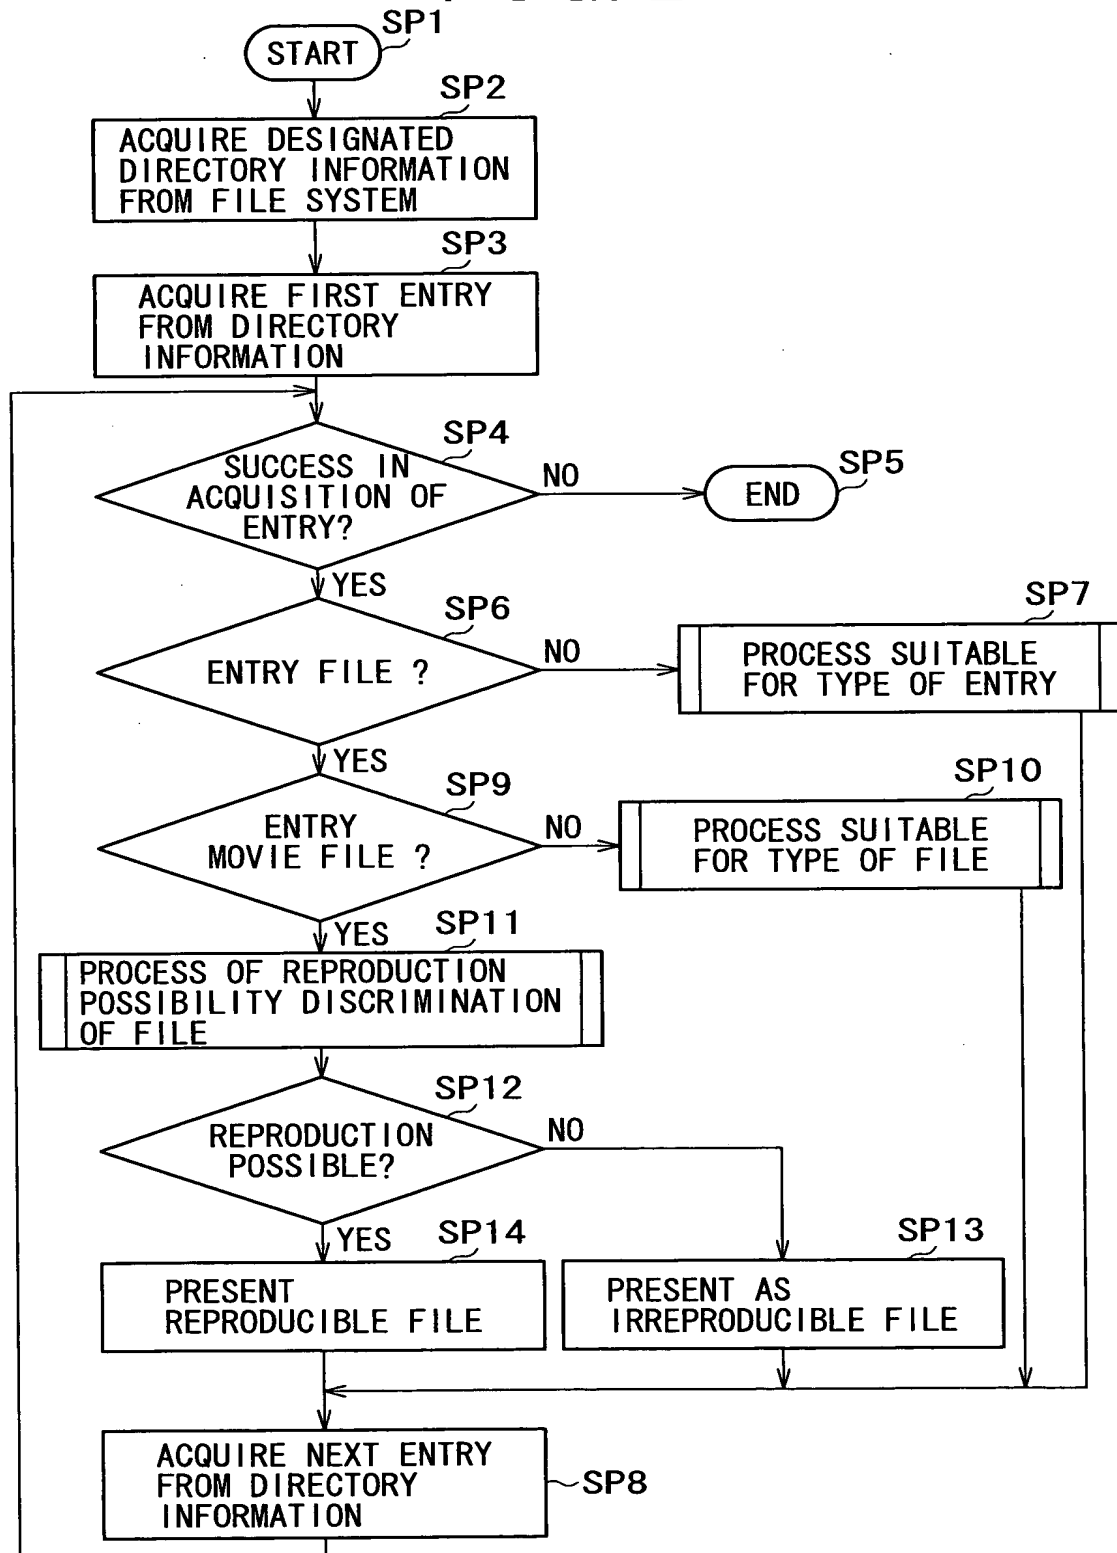 SP1
START
SP2
ACQUIRE DESIGNATED
DIRECTORY INFORMATION
FROM FILE SYSTEM
SP3
ACQUIRE FIRST ENTRY
FROM DIRECTORY
INFORMATION
SP4
SUCCESS IN
ACQUISITION OF
ENTRY?
NO
SP5
END
YES
SP6
ENTRY FILE ?
NO
SP7
PROCESS SUITABLE
FOR TYPE OF ENTRY
YES
SP9
ENTRY
MOVIE FILE ?
NO
SP10
PROCESS SUITABLE
FOR TYPE OF FILE
YES
SP11
PROCESS OF REPRODUCTION
POSSIBILITY DISCRIMINATION
OF FILE
SP12
REPRODUCTION
POSSIBLE?
NO
YES
SP14
PRESENT
REPRODUCIBLE FILE
SP13
PRESENT AS
IRREPRODUCIBLE FILE
ACQUIRE NEXT ENTRY
FROM DIRECTORY
INFORMATION
SP8